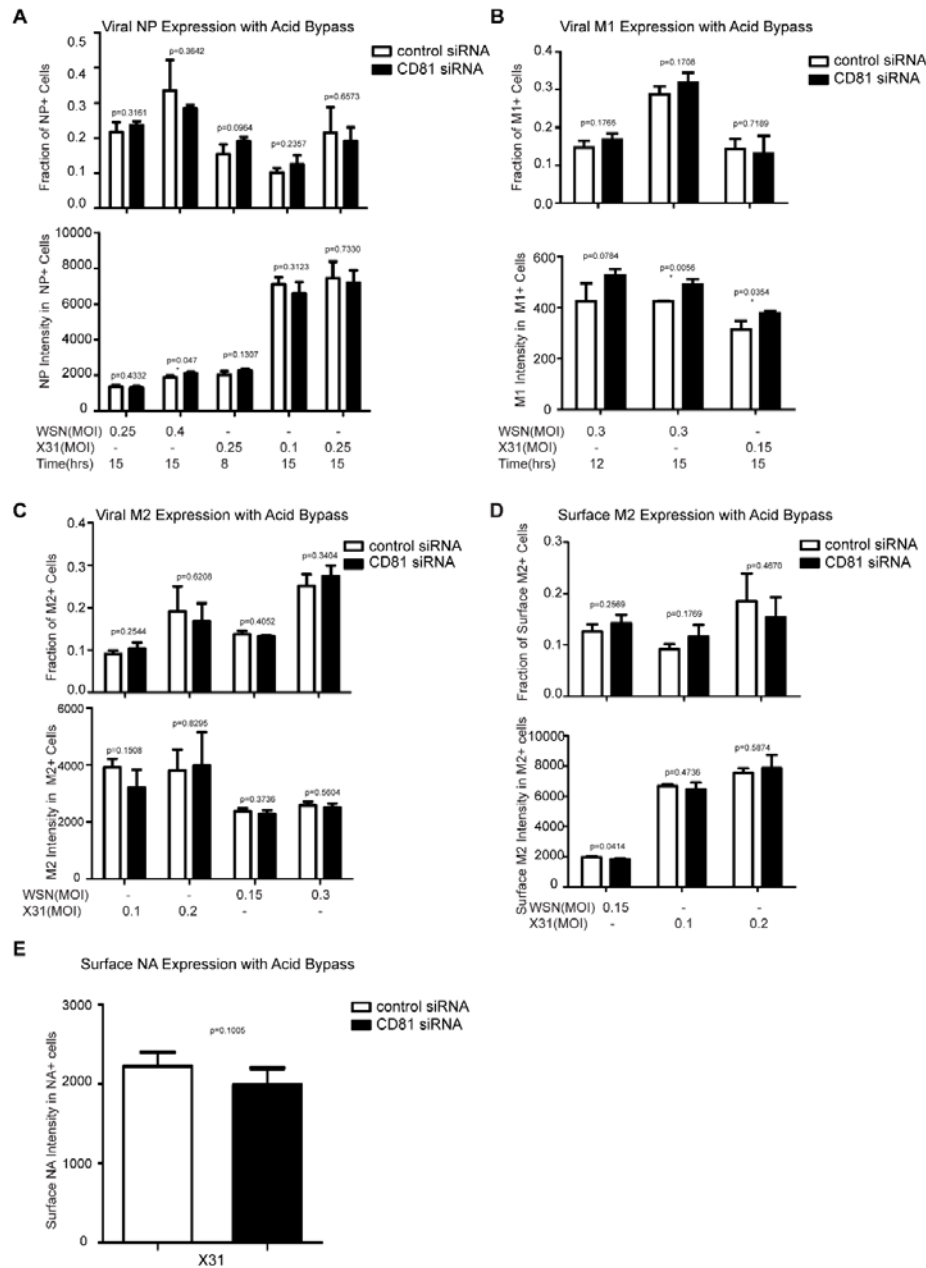 A
Viral NP Expression with Acid Bypass
control siRNA
CD81 siRNA
Fraction of NP+ Cells
0.5
0.4
0.3
0.2
0.1
0.0
p=0.3161
p=0.3642
p=0.0964
p=0.2357
p=0.6573
NP Intensity in NP+ Cells
10000
8000
6000
4000
2000
0
p=0.4332
p=0.047
*
p=0.1307
p=0.3123
p=0.7330
WSN(MOI) 0.25 0.4 - - -
X31(MOI) - - 0.25 0.1 0.25
Time(hrs) 15 15 8 15 15
B
Viral M1 Expression with Acid Bypass
control siRNA
CD81 siRNA
Fraction of M1+ Cells
0.4
0.3
0.2
0.1
0.0
p=0.1765
p=0.1708
p=0.7189
M1 Intensity in M1+ Cells
600
400
200
0
p=0.0784
p=0.0056
*
p=0.0354
*
WSN(MOI) 0.3 0.3 -
X31(MOI) - - 0.15
Time(hrs) 12 15 15
C
Viral M2 Expression with Acid Bypass
control siRNA
CD81 siRNA
Fraction of M2+ Cells
0.4
0.3
0.2
0.1
0.0
p=0.2544
p=0.6208
p=0.4052
p=0.3404
M2 Intensity in M2+ Cells
6000
4000
2000
0
p=0.1508
p=0.8295
p=0.3736
p=0.5604
WSN(MOI) - - 0.15 0.3
X31(MOI) 0.1 0.2 - -
D
Surface M2 Expression with Acid Bypass
control siRNA
CD81 siRNA
Fraction of Surface M2+ Cells
0.3
0.2
0.1
0.0
p=0.2569
p=0.1769
p=0.4670
Surface M2 Intensity in M2+ cells
10000
8000
6000
4000
2000
0
p=0.0414
p=0.4736
p=0.5874
WSN(MOI) 0.15 - -
X31(MOI) - 0.1 0.2
E
Surface NA Expression with Acid Bypass
control siRNA
CD81 siRNA
Surface NA Intensity in NA+ cells
3000
2000
1000
0
p=0.1005
X31